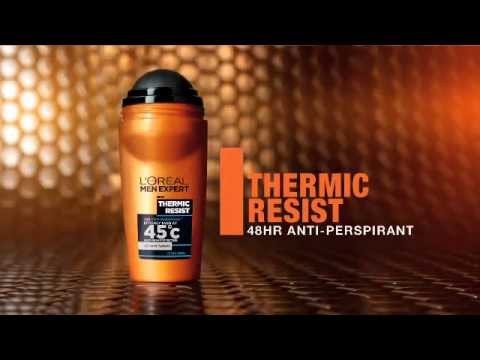 L'ORÉAL
MEN EXPERT
THERMIC
RESIST
45°C
THERMIC
RESIST
48HR ANTI-PERSPIRANT